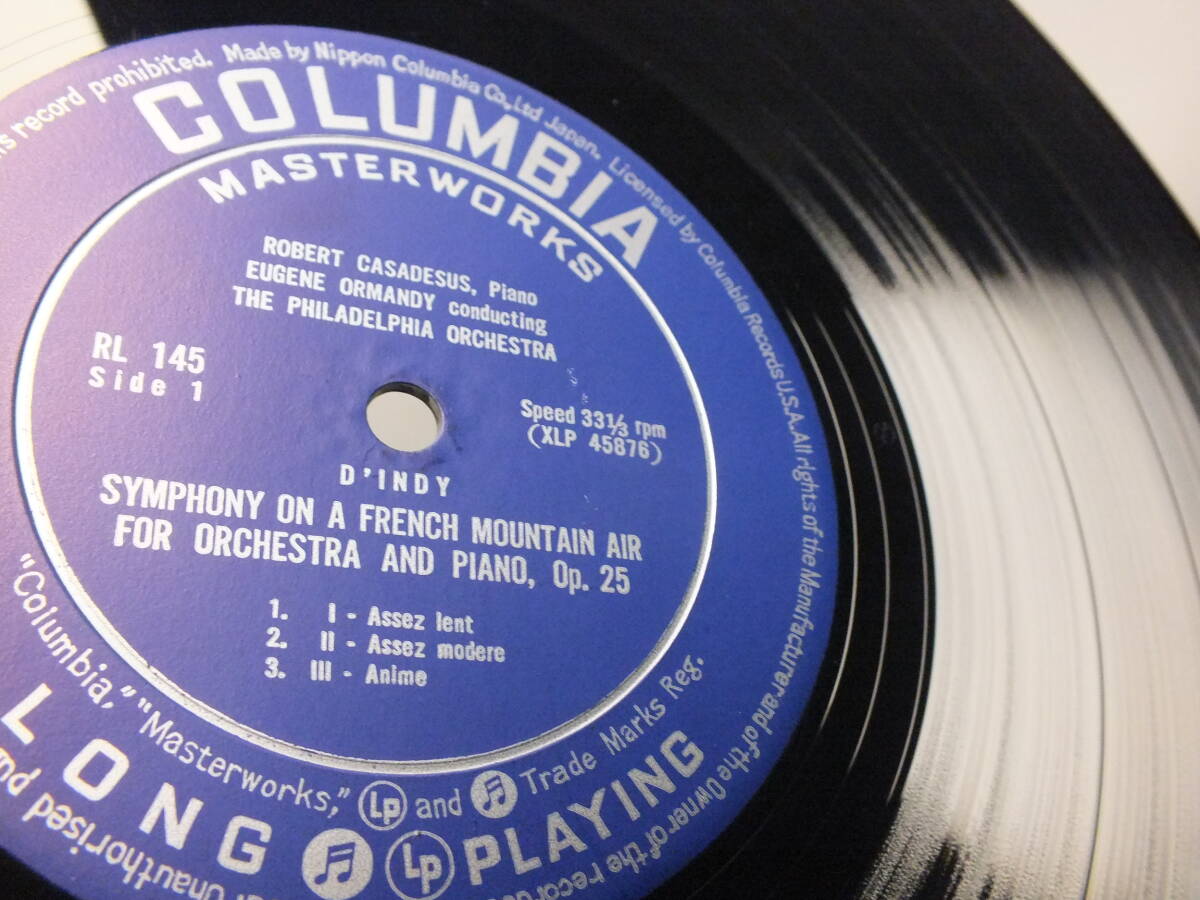 record prohibited. Made by Nippon Columbia Co., Ltd Japan. Licensed by Columbia Records U.S.A. All rights of the Manufacturer and of the Owner of the recorded
COLUMBIA
MASTERWORKS
ROBERT CASADESUS, Piano
EUGENE ORMANDY conducting
THE PHILADELPHIA ORCHESTRA
RL 145
Side 1
Speed 33⅓ rpm
(XLP 45876)
D'INDY
SYMPHONY ON A FRENCH MOUNTAIN AIR
FOR ORCHESTRA AND PIANO, Op. 25
1. I - Assez lent
2. II - Assez modere
3. III - Anime
"Columbia," "Masterworks," Lp and Trade Marks Reg.
LONG Lp PLAYING
Unauthorised